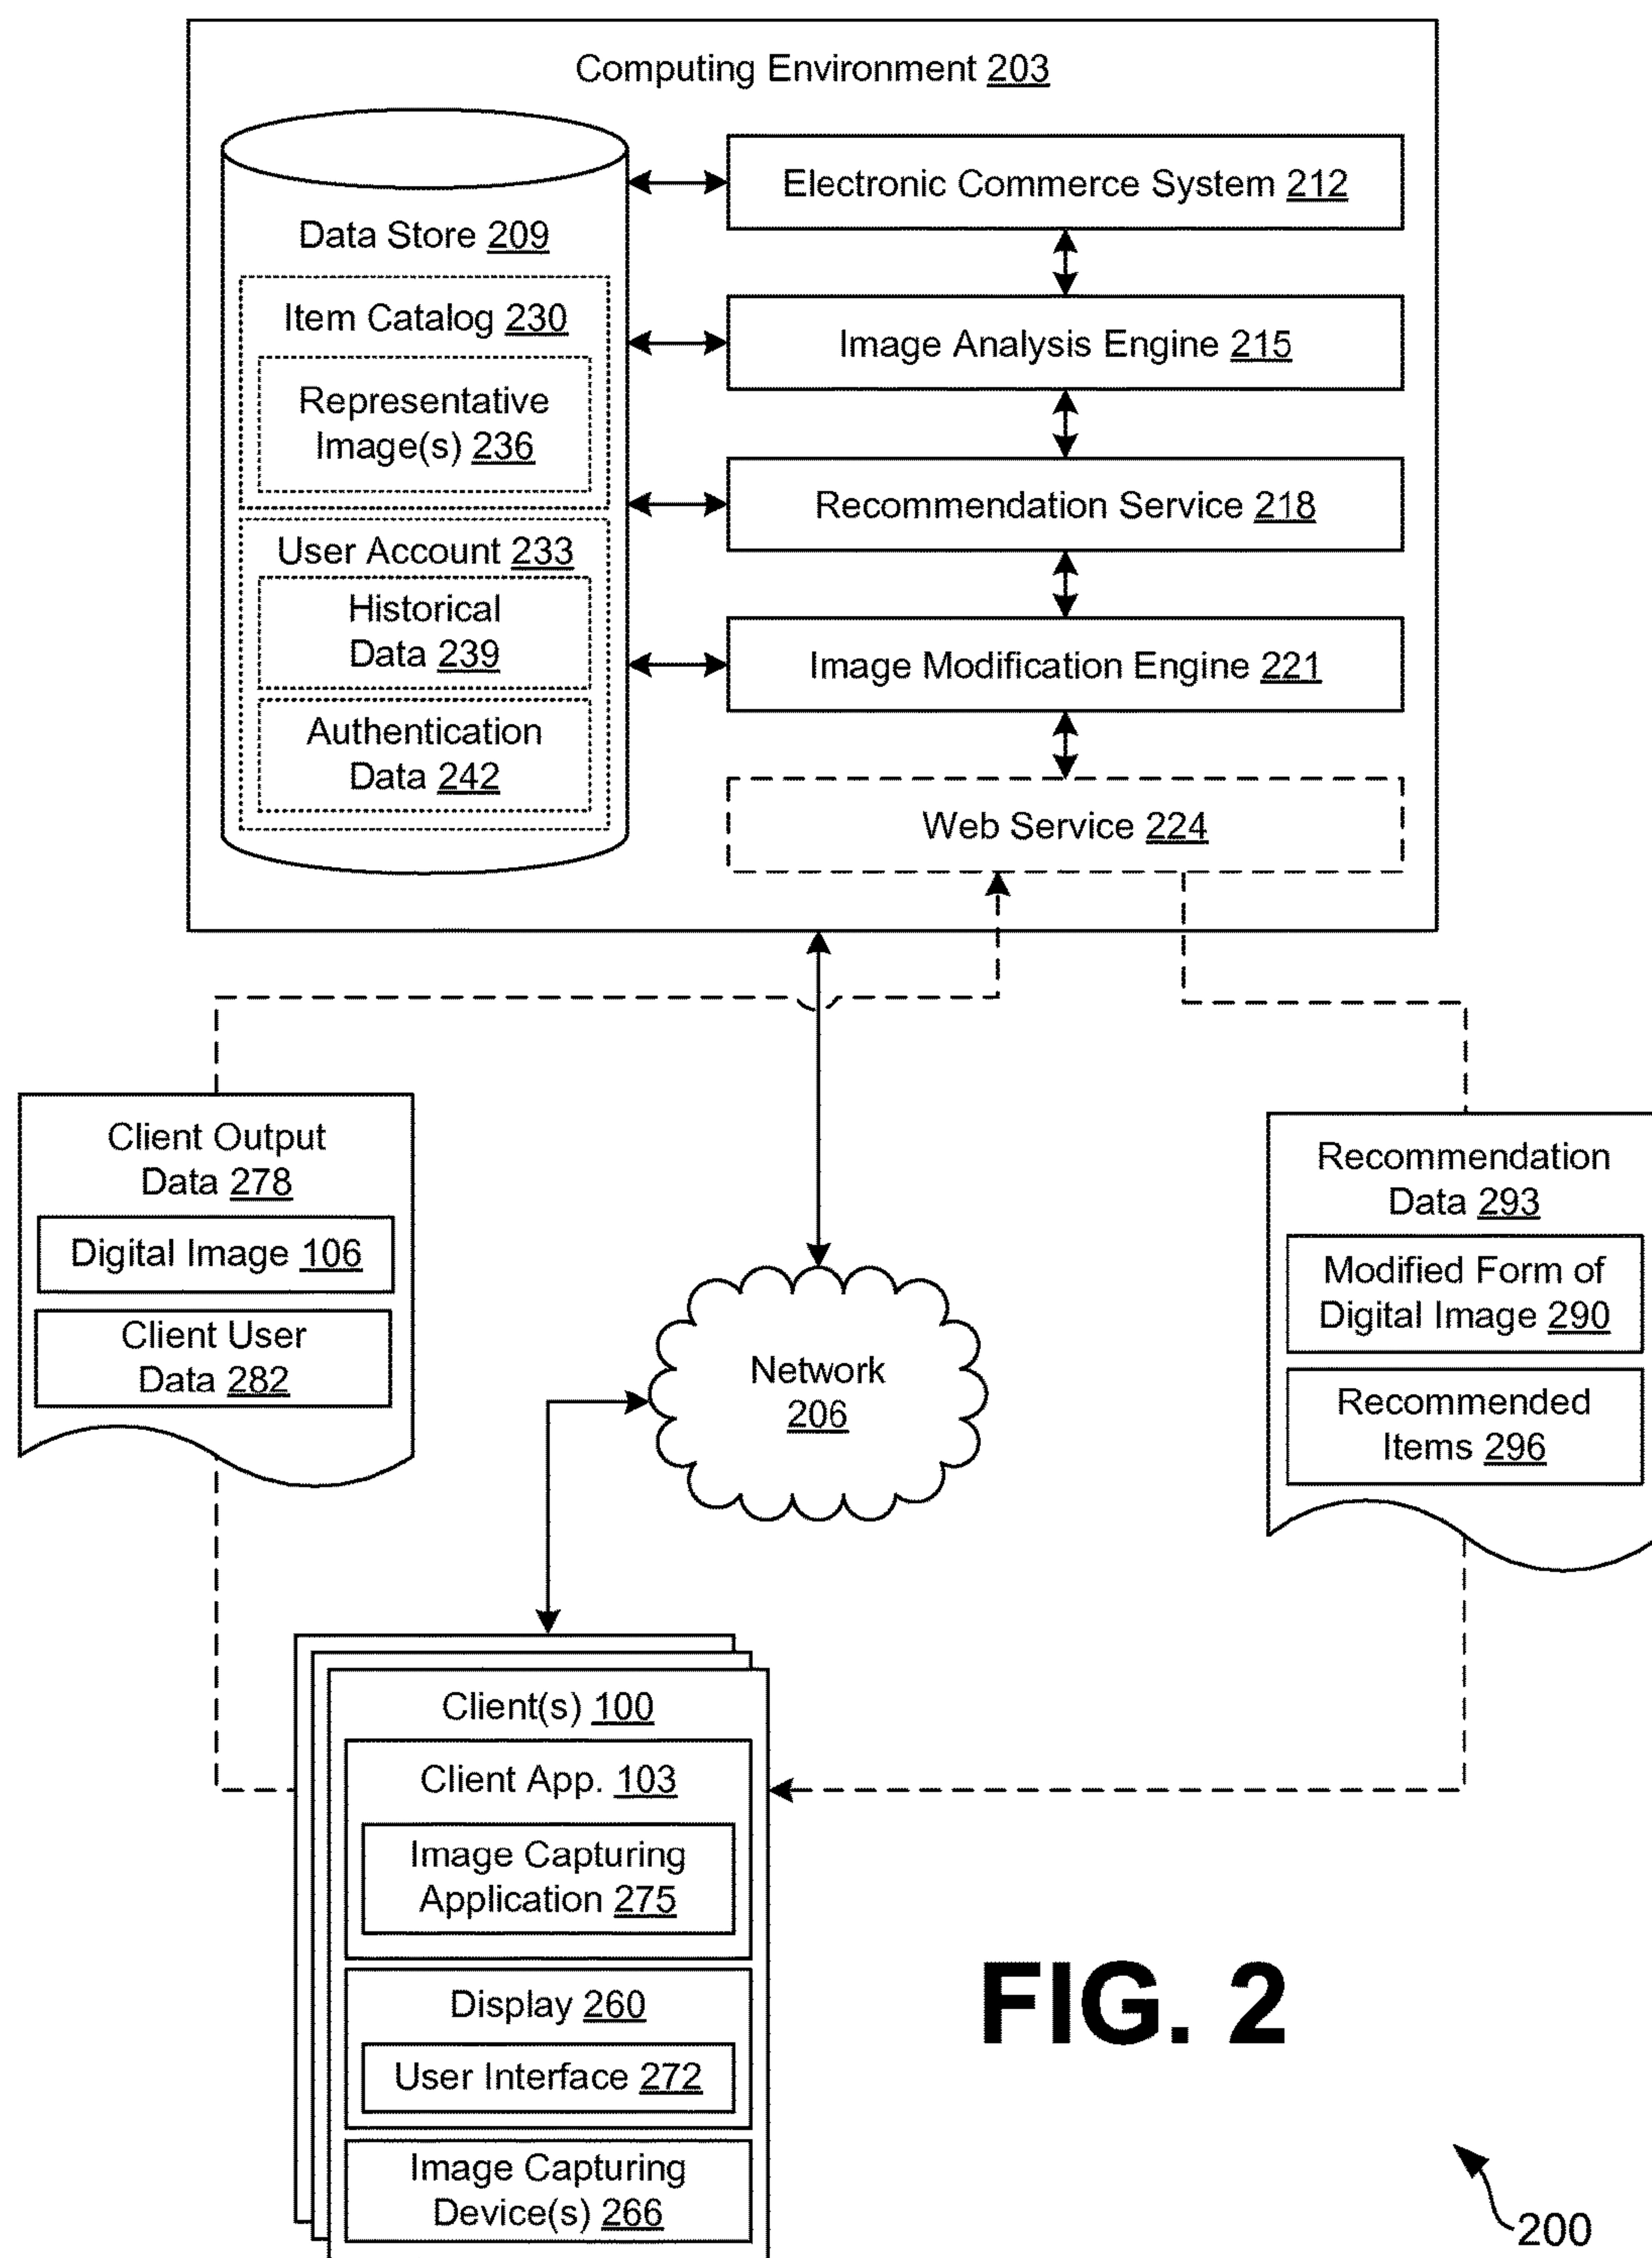 Computing Environment 203
Data Store 209
Item Catalog 230
Representative
Image(s) 236
User Account 233
Historical
Data 239
Authentication
Data 242
Electronic Commerce System 212
Image Analysis Engine 215
Recommendation Service 218
Image Modification Engine 221
Web Service 224
Client Output
Data 278
Digital Image 106
Client User
Data 282
Network
206
Recommendation
Data 293
Modified Form of
Digital Image 290
Recommended
Items 296
Client(s) 100
Client App. 103
Image Capturing
Application 275
Display 260
User Interface 272
Image Capturing
Device(s) 266
FIG. 2
200